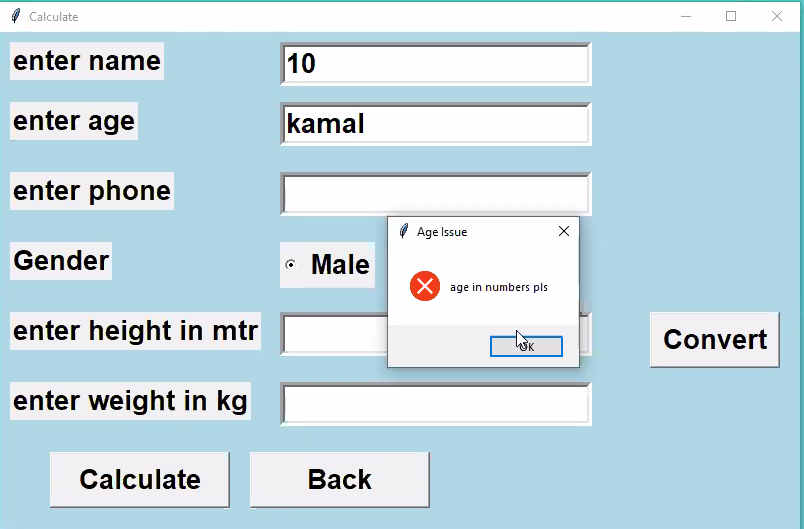 Calculate
enter name
10
enter age
kamal
enter phone
Age Issue
age in numbers pls
OK
Gender
Male
enter height in mtr
Convert
enter weight in kg
Calculate
Back